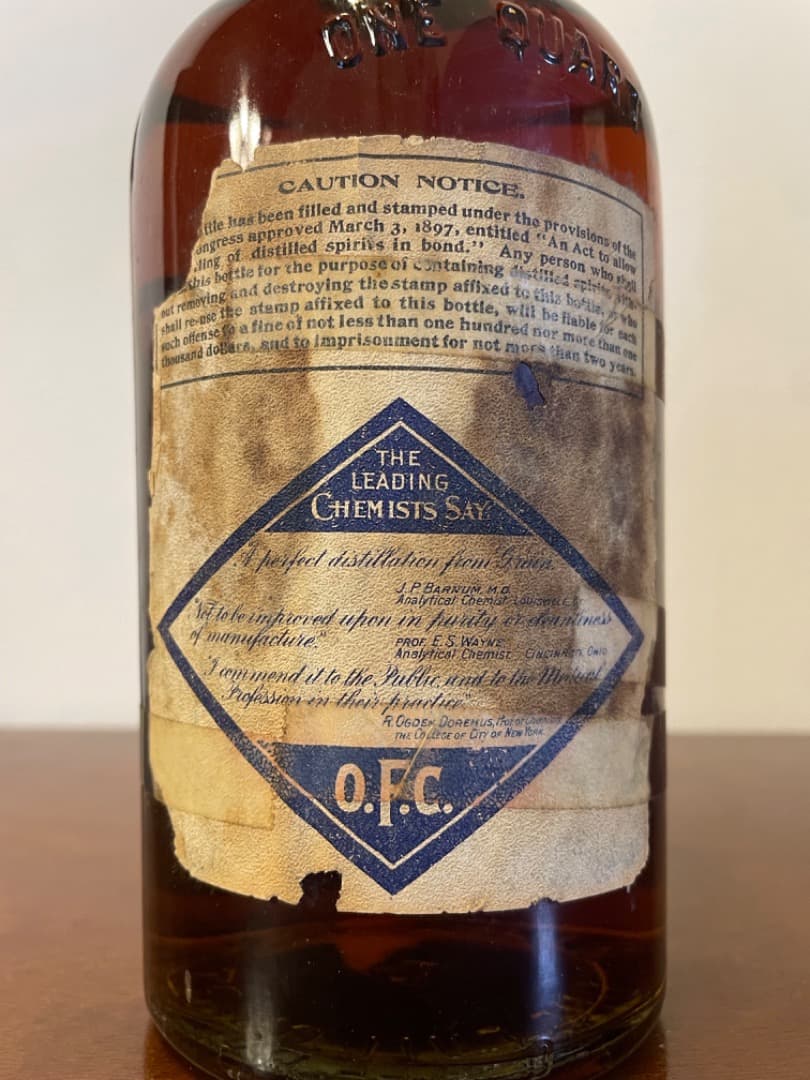 ONE QUART
CAUTION NOTICE.
ttle has been filled and stamped under the provisions of the
ongress approved March 3, 1897, entitled "An Act to allow
ling of distilled spirits in bond." Any person who shall
this bottle for the purpose of containing distilled spirits
out removing and destroying the stamp affixed to this bottle, or who
shall re-use the stamp affixed to this bottle, will be liable for each
such offense to a fine of not less than one hundred nor more than one
thousand dollars, and to imprisonment for not more than two years.
THE
LEADING
CHEMISTS SAY
"A perfect distillation from Grain.
J. P. BARNUM, M.D.
Analytical Chemist, LOUISVILLE, KY.
"Not to be improved upon in purity or cleanliness
of manufacture."
PROF. E. S. WAYNE
Analytical Chemist, CINCINNATI, OHIO
"I commend it to the Public, and to the Medical
Profession in their practice."
R. OGDEN DOREMUS,
THE COLLEGE OF CITY OF NEW YORK.
O.F.C.